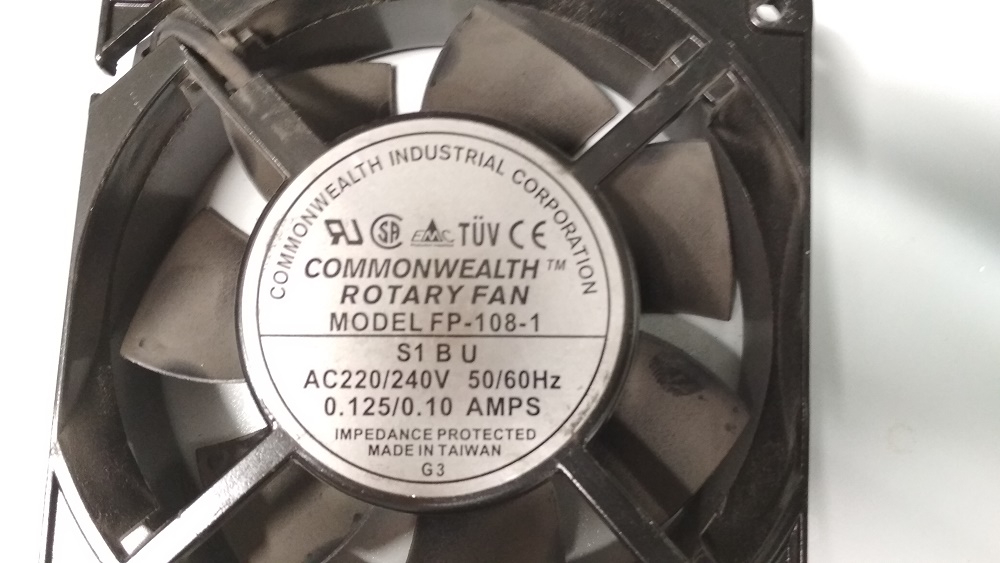 COMMONWEALTH INDUSTRIAL CORPORATION
EMC TÜV CE
COMMONWEALTH™
ROTARY FAN
MODEL FP-108-1
S1 B U
AC220/240V 50/60Hz
0.125/0.10 AMPS
IMPEDANCE PROTECTED
MADE IN TAIWAN
G3